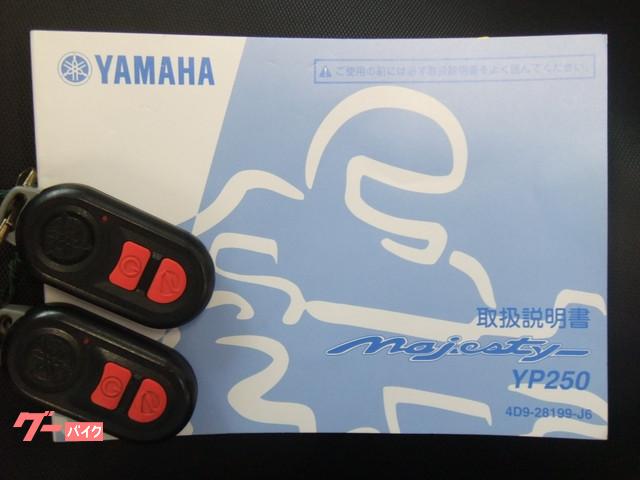 YAMAHA
ご使用の前には必ず取扱説明書をよく読んでください。
取扱説明書
majesty
YP250
4D9-28199-J6
グー
バイク